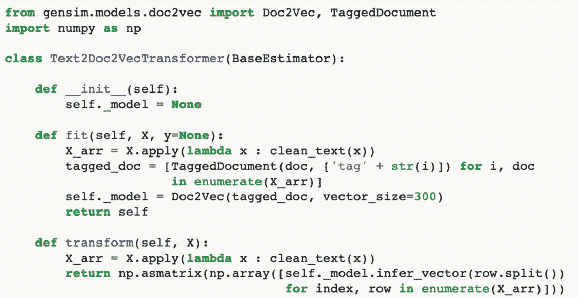 from gensim.models.doc2vec import Doc2Vec, TaggedDocument
import numpy as np
class Text2Doc2VecTransformer(BaseEstimator):
def __init__(self):
self._model = None
def fit(self, X, y=None):
X_arr = X.apply(lambda x : clean_text(x))
tagged_doc = [TaggedDocument(doc, ['tag' + str(i)]) for i, doc
in enumerate(X_arr)]
self._model = Doc2Vec(tagged_doc, vector_size=300)
return self
def transform(self, X):
X_arr = X.apply(lambda x : clean_text(x))
return np.asmatrix(np.array([self._model.infer_vector(row.split())
for index, row in enumerate(X_arr)]))